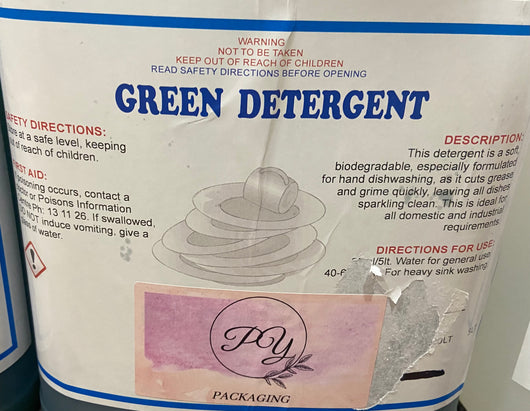 WARNING
NOT TO BE TAKEN
KEEP OUT OF REACH OF CHILDREN
READ SAFETY DIRECTIONS BEFORE OPENING
GREEN DETERGENT
SAFETY DIRECTIONS:
at a safe level, keeping
of reach of children.
FIRST AID:
occurs, contact a
or Poisons Information
Ph: 13 11 26. If swallowed,
NOT induce vomiting, give a
of water.
DESCRIPTION:
This detergent is a soft,
biodegradable, especially formulated
for hand dishwashing, as it cuts grease
and grime quickly, leaving all dishes
sparkling clean. This is ideal for
all domestic and industrial
requirements.
DIRECTIONS FOR USE:
/5lt. Water for general use
For heavy sink washing.
PY
PACKAGING